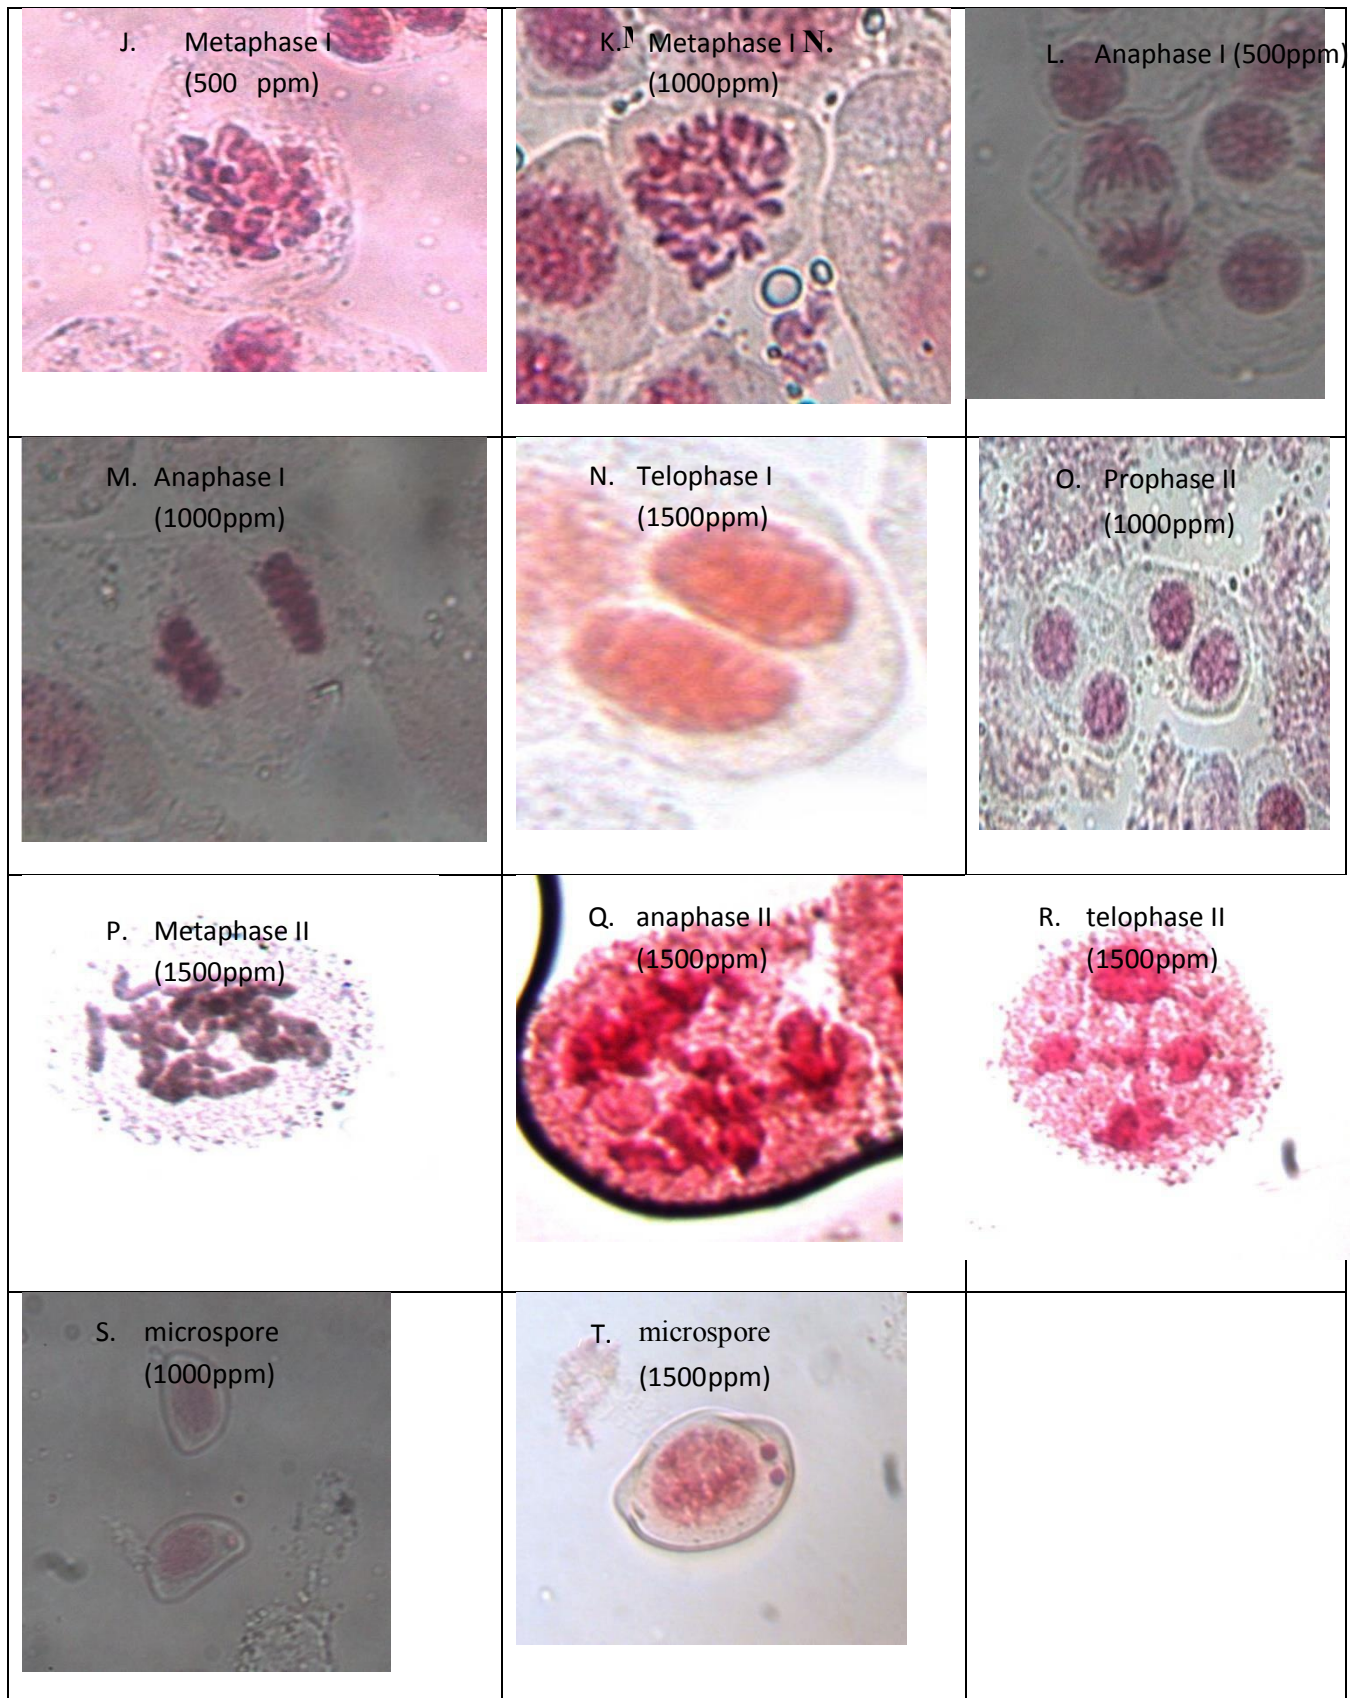 J. Metaphase I
(500 ppm)
K. N Metaphase I N.
(1000ppm)
L. Anaphase I (500ppm)
M. Anaphase I
(1000ppm)
N. Telophase I
(1500ppm)
O. Prophase II
(1000ppm)
P. Metaphase II
(1500ppm)
Q. anaphase II
(1500ppm)
R. telophase II
(1500ppm)
S. microspore
(1000ppm)
T. microspore
(1500ppm)